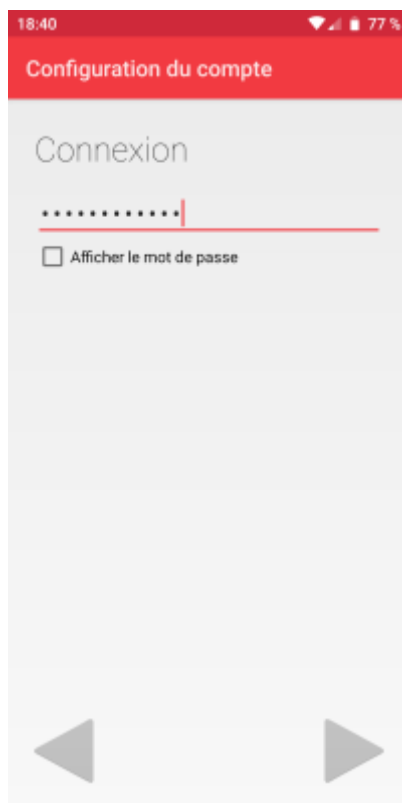 18:40 77 %
Configuration du compte
Connexion
••••••••••••
Afficher le mot de passe